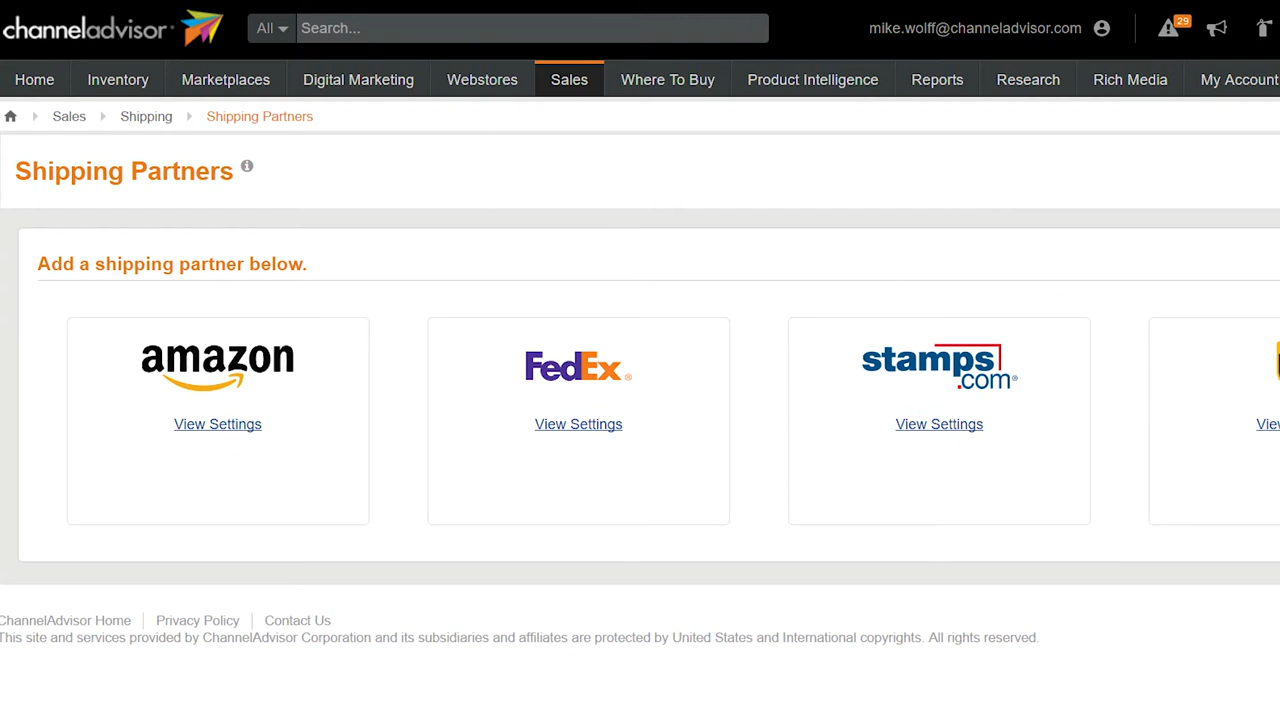 channeladvisor
All Search... mike.wolff@channeladvisor.com 29
Home Inventory Marketplaces Digital Marketing Webstores Sales Where To Buy Product Intelligence Reports Research Rich Media My Account
Sales Shipping Shipping Partners
Shipping Partners
Add a shipping partner below.
amazon FedEx® stamps.com®
View Settings View Settings View Settings Vie
ChannelAdvisor Home Privacy Policy Contact Us
This site and services provided by ChannelAdvisor Corporation and its subsidiaries and affiliates are protected by United States and International copyrights. All rights reserved.